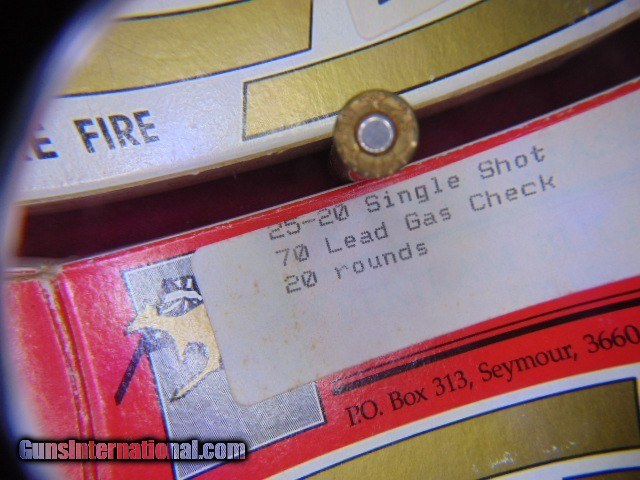 FIRE
25-20 Single Shot
70 Lead Gas Check
20 rounds
P.O. Box 313, Seymour, 3660
GunsInternational.com